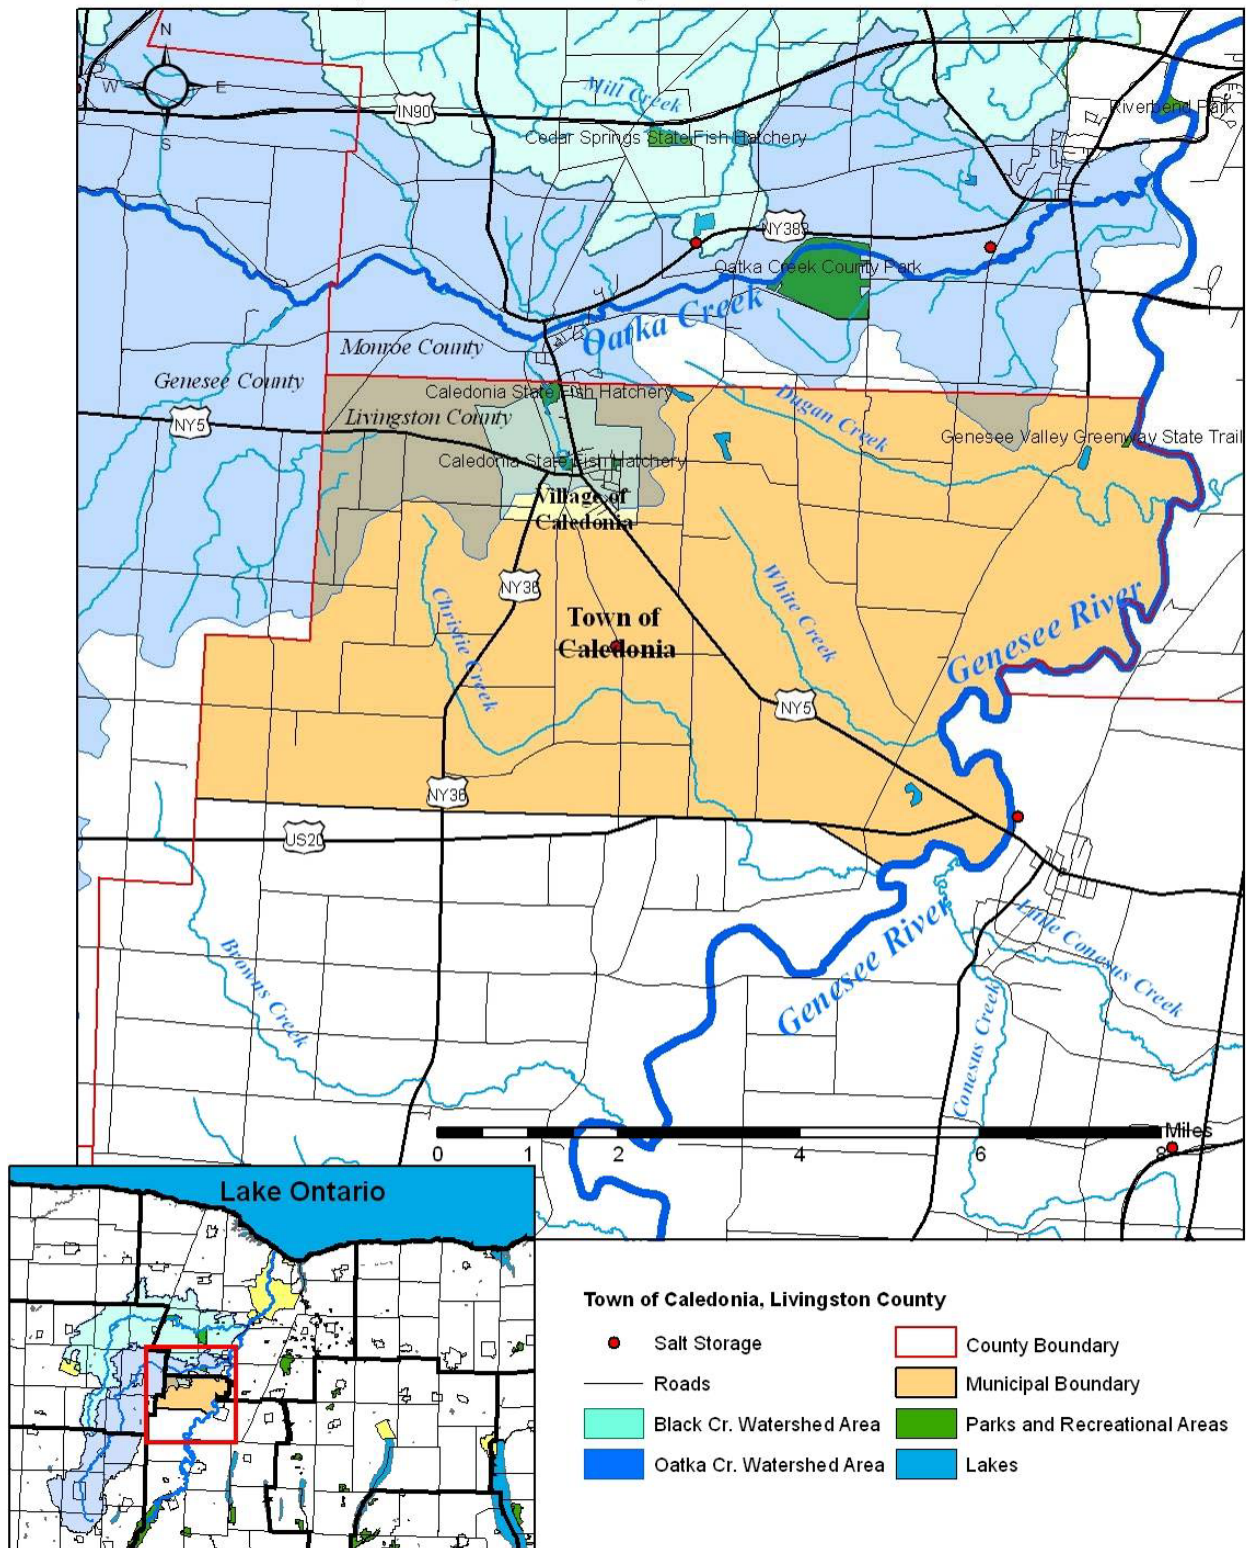 N
W
E
S
IN90
Mill Creek
Riverbend Park
Cedar Springs State Fish Hatchery
NY383
Oatka Creek County Park
Oatka Creek
Monroe County
Genesee County
Caledonia State Fish Hatchery
Livingston County
Dugan Creek
NY5
Genesee Valley Greenway State Trail
Caledonia State Fish Hatchery
Village of
Caledonia
NY36
Christie Creek
White Creek
Town of
Caledonia
Genesee River
NY5
NY36
US20
Genesee River
Little Conesus Creek
Browns Creek
Conesus Creek
Miles
0 1 2 4 6 8
Lake Ontario
Town of Caledonia, Livingston County
Salt Storage
County Boundary
Roads
Municipal Boundary
Black Cr. Watershed Area
Parks and Recreational Areas
Oatka Cr. Watershed Area
Lakes